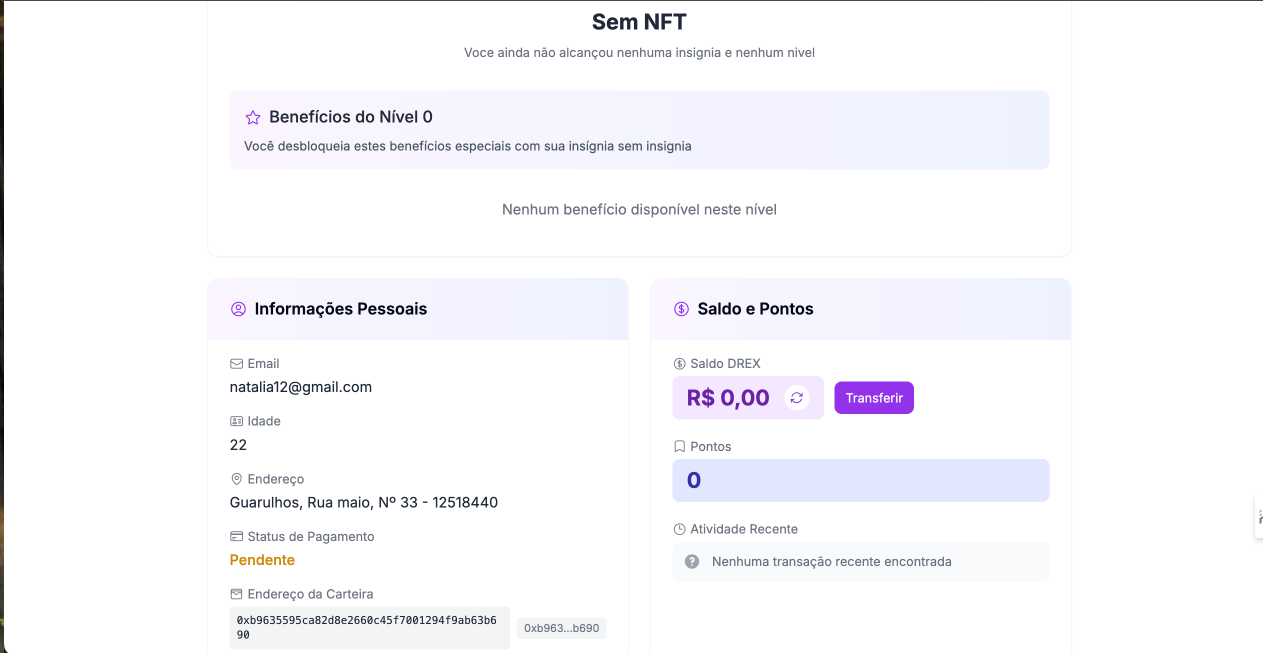 Sem NFT
Voce ainda não alcançou nenhuma insignia e nenhum nivel
Benefícios do Nível 0
Você desbloqueia estes benefícios especiais com sua insígnia sem insignia
Nenhum benefício disponível neste nível
Informações Pessoais
Email
natalia12@gmail.com
Idade
22
Endereço
Guarulhos, Rua maio, Nº 33 - 12518440
Status de Pagamento
Pendente
Endereço da Carteira
0xb9635595ca82d8e2660c45f7001294f9ab63b6
90
0xb963...b690
Saldo e Pontos
Saldo DREX
R$ 0,00
Transferir
Pontos
0
Atividade Recente
Nenhuma transação recente encontrada